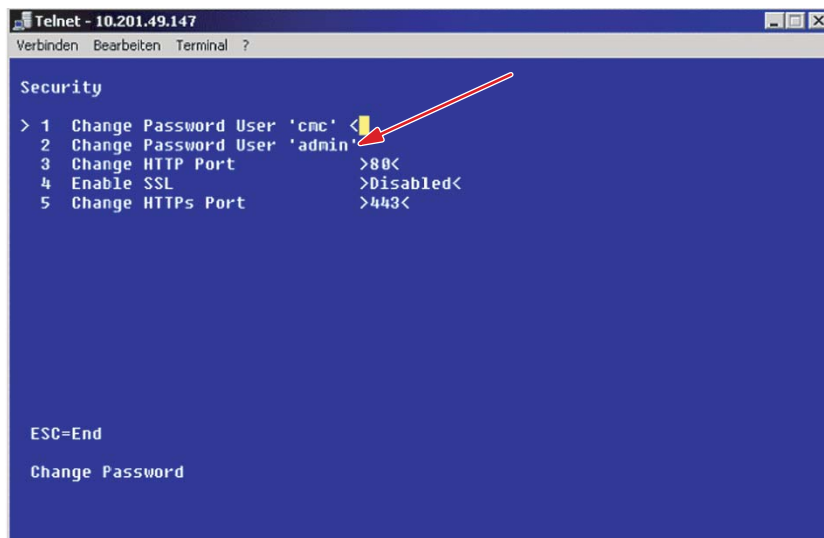 Telnet - 10.201.49.147
Verbinden Bearbeiten Terminal ?
Security
> 1 Change Password User 'cmc' <
2 Change Password User 'admin'
3 Change HTTP Port >80<
4 Enable SSL >Disabled<
5 Change HTTPs Port >443<
ESC=End
Change Password